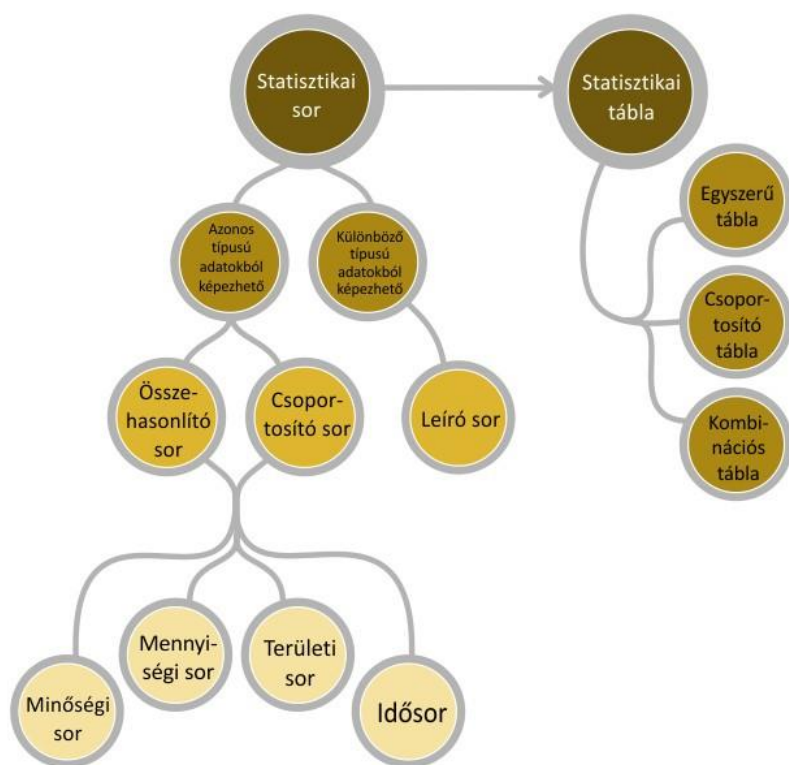 Statisztikai
sor
Statisztikai
tábla
Egyszerű
tábla
Azonos
típusú
adatokból
képezhető
Különböző
típusú
adatokból
képezhető
Csopor-
tosító
tábla
Össze-
hasonlító
sor
Csopor-
tosító sor
Leíró sor
Kombi-
nációs
tábla
Mennyi-
ségi sor
Területi
sor
Minőségi
sor
Idősor